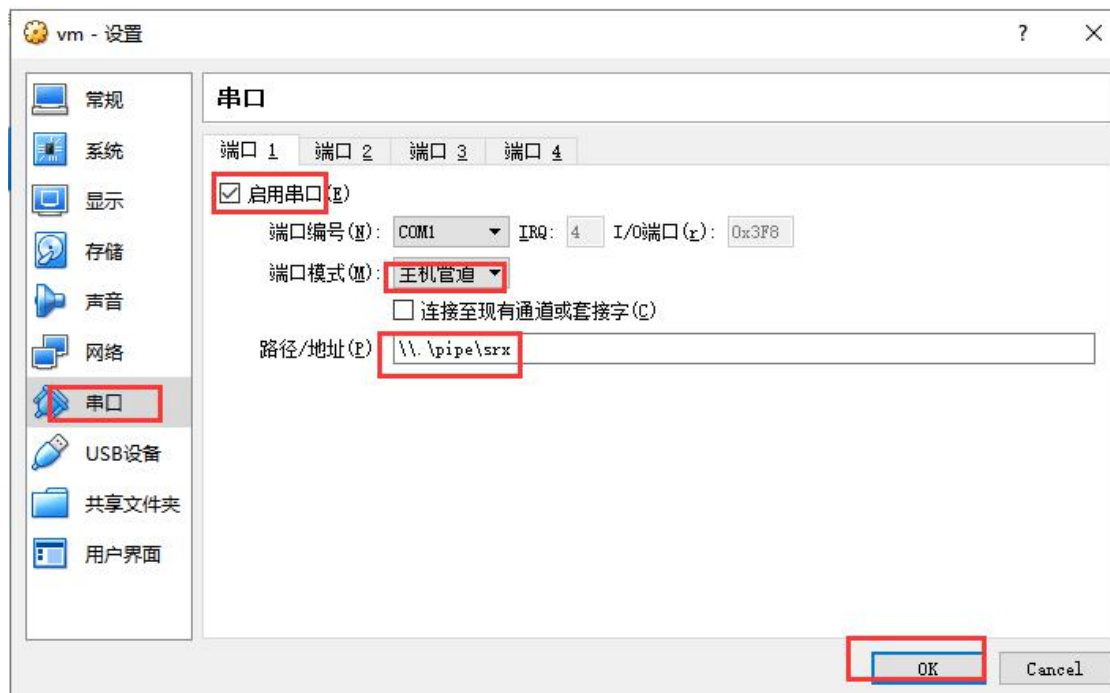 vm - 设置
?
常规
系统
显示
存储
声音
网络
串口
USB设备
共享文件夹
用户界面
串口
端口 1 端口 2 端口 3 端口 4
启用串口(E)
端口编号(N): COM1 IRQ: 4 I/O端口(r): 0x3F8
端口模式(M): 主机管道
连接至现有通道或套接字(C)
路径/地址(P) \\.\pipe\srx
OK Cancel